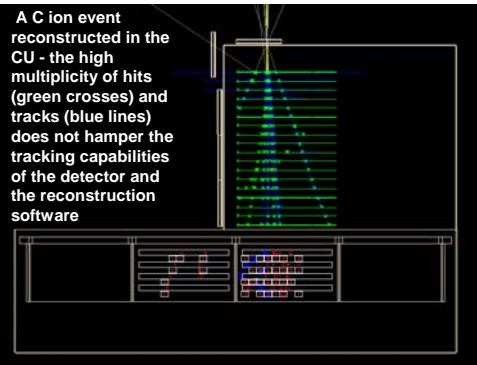 A C ion event
reconstructed in the
CU - the high
multiplicity of hits
(green crosses) and
tracks (blue lines)
does not hamper the
tracking capabilities
of the detector and
the reconstruction
software